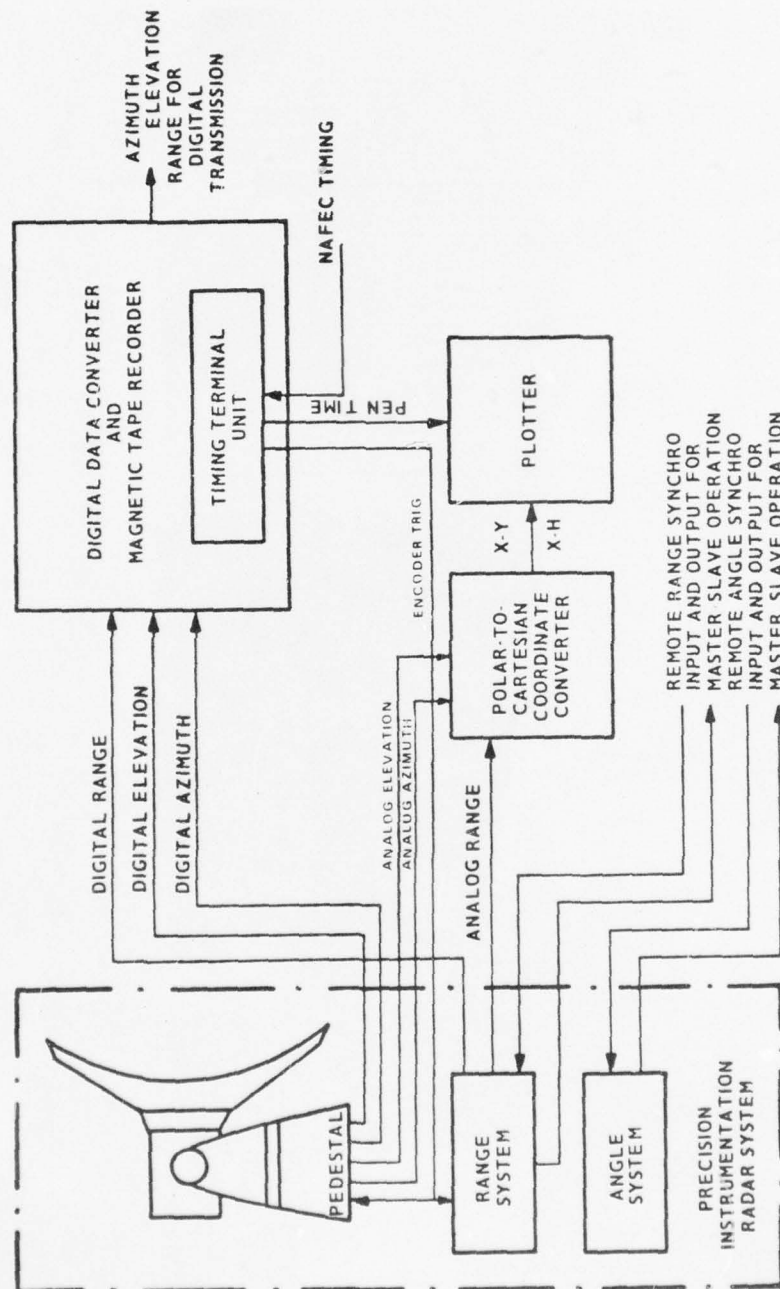 AZIMUTH
ELEVATION
RANGE FOR
DIGITAL
TRANSMISSION
DIGITAL DATA CONVERTER
AND
MAGNETIC TAPE RECORDER
TIMING TERMINAL
UNIT
NAFEC TIMING
PEN TIME
ENCODER TRIG
DIGITAL RANGE
DIGITAL ELEVATION
DIGITAL AZIMUTH
ANALOG ELEVATION
ANALOG AZIMUTH
ANALOG RANGE
POLAR-TO-
CARTESIAN
COORDINATE
CONVERTER
X-Y
X-H
PLOTTER
PEDESTAL
RANGE
SYSTEM
ANGLE
SYSTEM
PRECISION
INSTRUMENTATION
RADAR SYSTEM
REMOTE RANGE SYNCHRO
INPUT AND OUTPUT FOR
MASTER-SLAVE OPERATION
REMOTE ANGLE SYNCHRO
INPUT AND OUTPUT FOR
MASTER SLAVE OPERATION